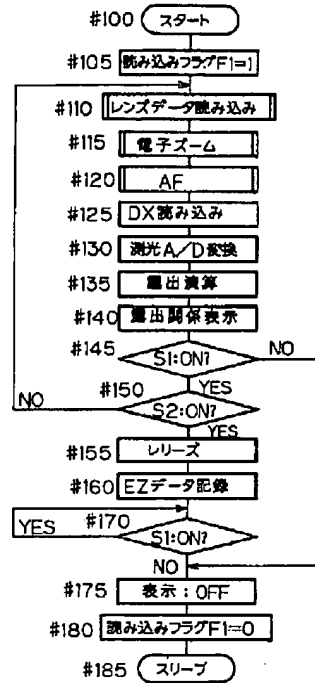 #100 スタート
#105 読み込みフラグF1=1
#110 レンズデータ読み込み
#115 電子ズーム
#120 AF
#125 DX読み込み
#130 測光A/D変換
#135 露出演算
#140 露出関係表示
#145 S1:ON?
NO
YES
#150 S2:ON?
NO
YES
#155 レリーズ
#160 EZデータ記録
#170 S1:ON?
YES
NO
#175 表示:OFF
#180 読み込みフラグF1=0
#185 スリープ